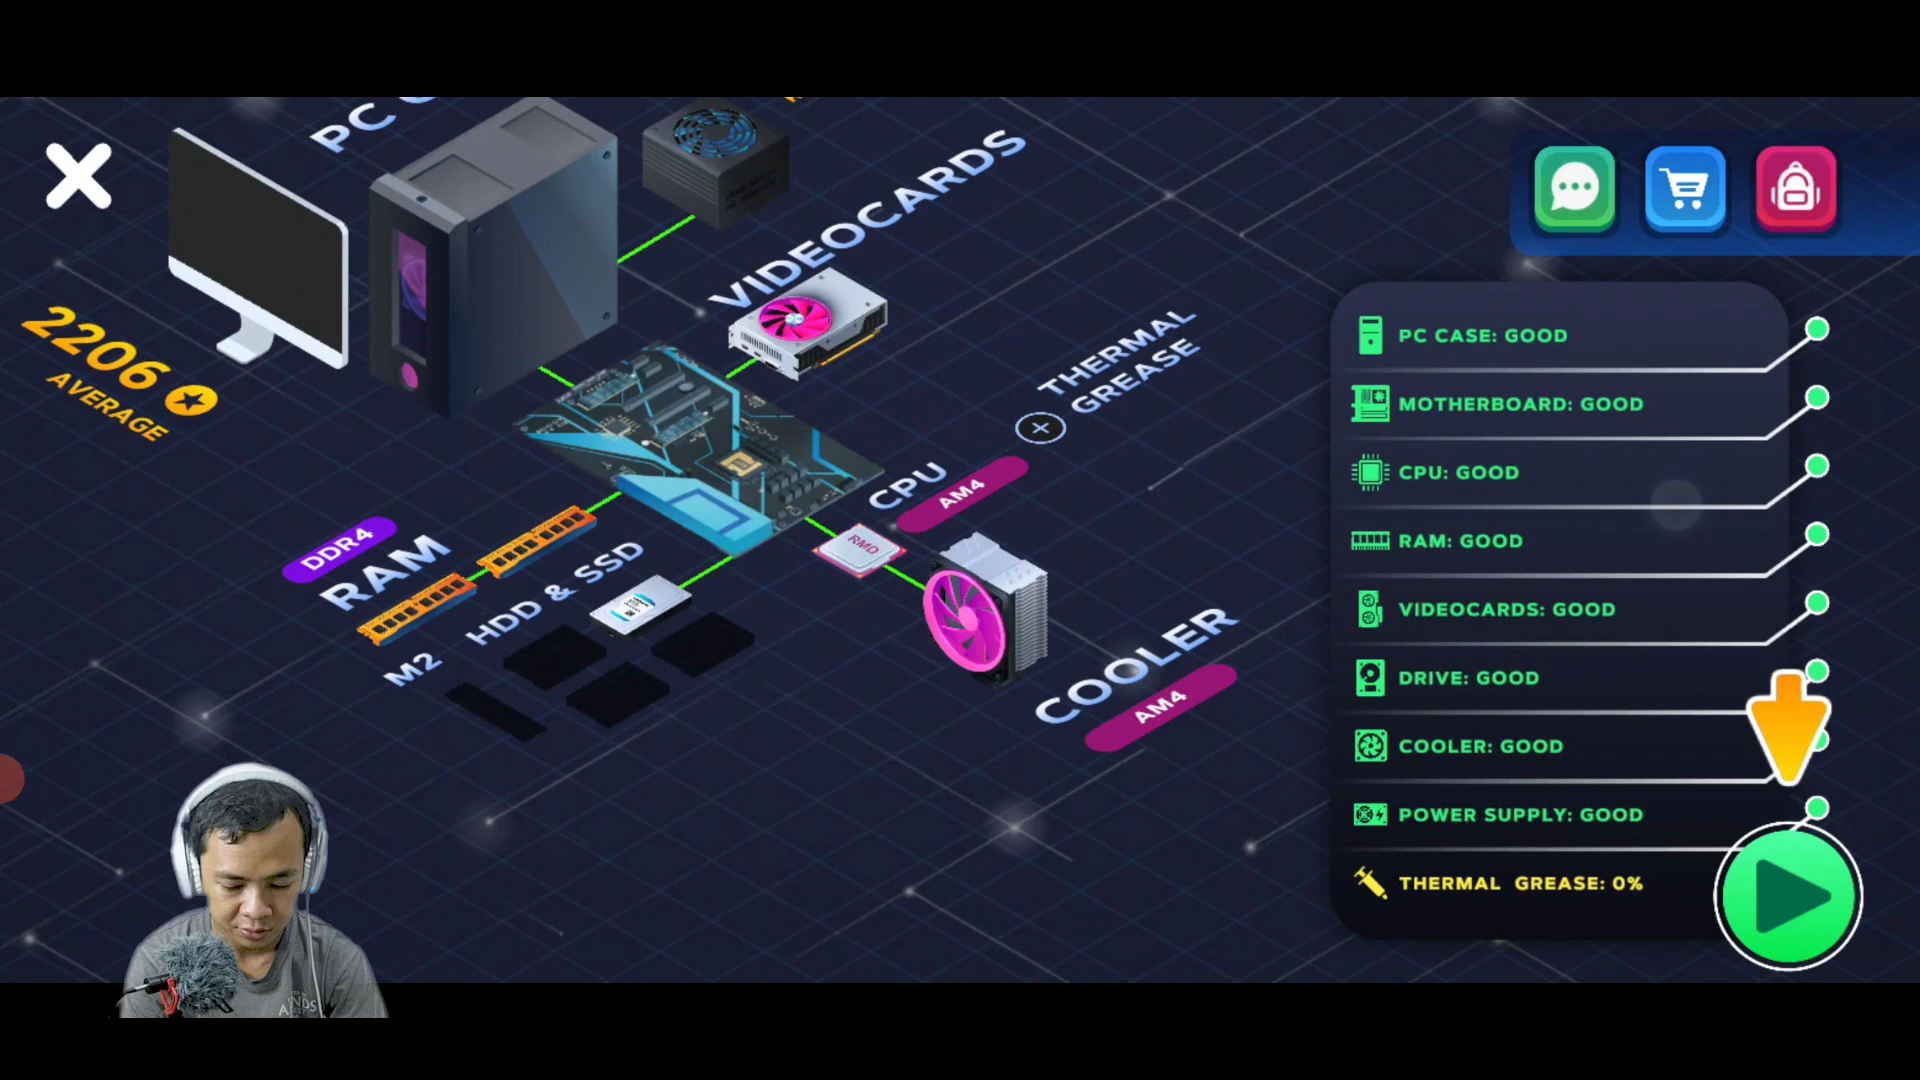 PC
VIDEOCARDS
2206
AVERAGE
THERMAL
GREASE
CPU
AM4
DDR4
RAM
RMD
HDD & SSD
M2
COOLER
AM4
PC CASE: GOOD
MOTHERBOARD: GOOD
CPU: GOOD
RAM: GOOD
VIDEOCARDS: GOOD
DRIVE: GOOD
COOLER: GOOD
POWER SUPPLY: GOOD
THERMAL GREASE: 0%